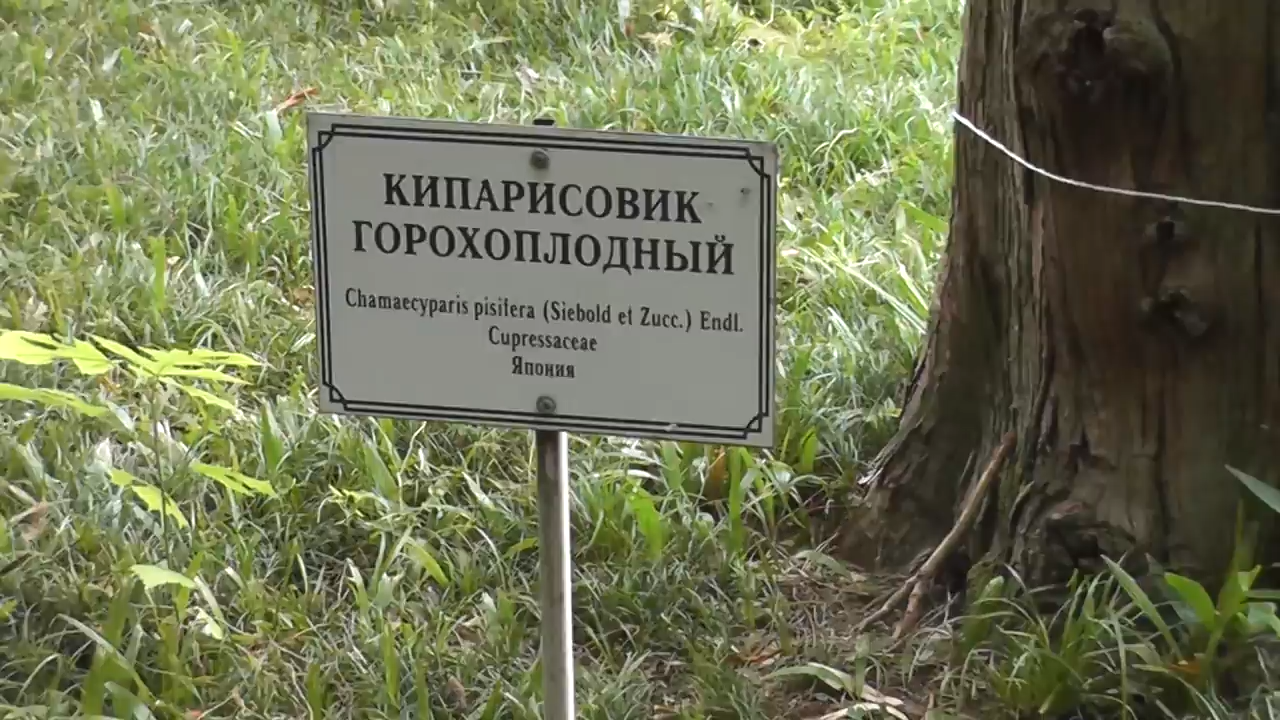 КИПАРИСОВИК
ГОРОХОПЛОДНЫЙ
Chamaecyparis pisifera (Siebold et Zucc.) Endl.
Cupressaceae
Япония